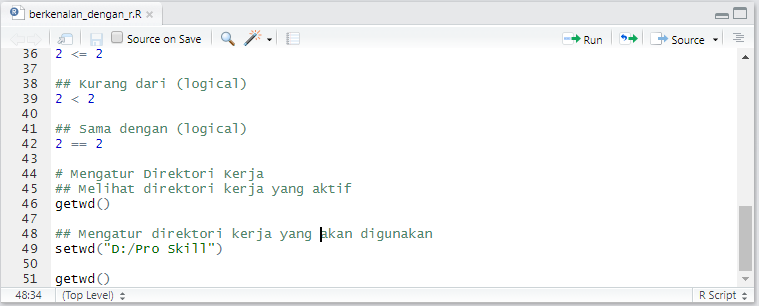 berkenalan_dengan_r.R
Source on Save Run Source
36 2 <= 2
37
38 ## Kurang dari (logical)
39 2 < 2
40
41 ## Sama dengan (logical)
42 2 == 2
43
44 # Mengatur Direktori Kerja
45 ## Melihat direktori kerja yang aktif
46 getwd()
47
48 ## Mengatur direktori kerja yang akan digunakan
49 setwd("D:/Pro Skill")
50
51 getwd()
48:34 (Top Level) R Script